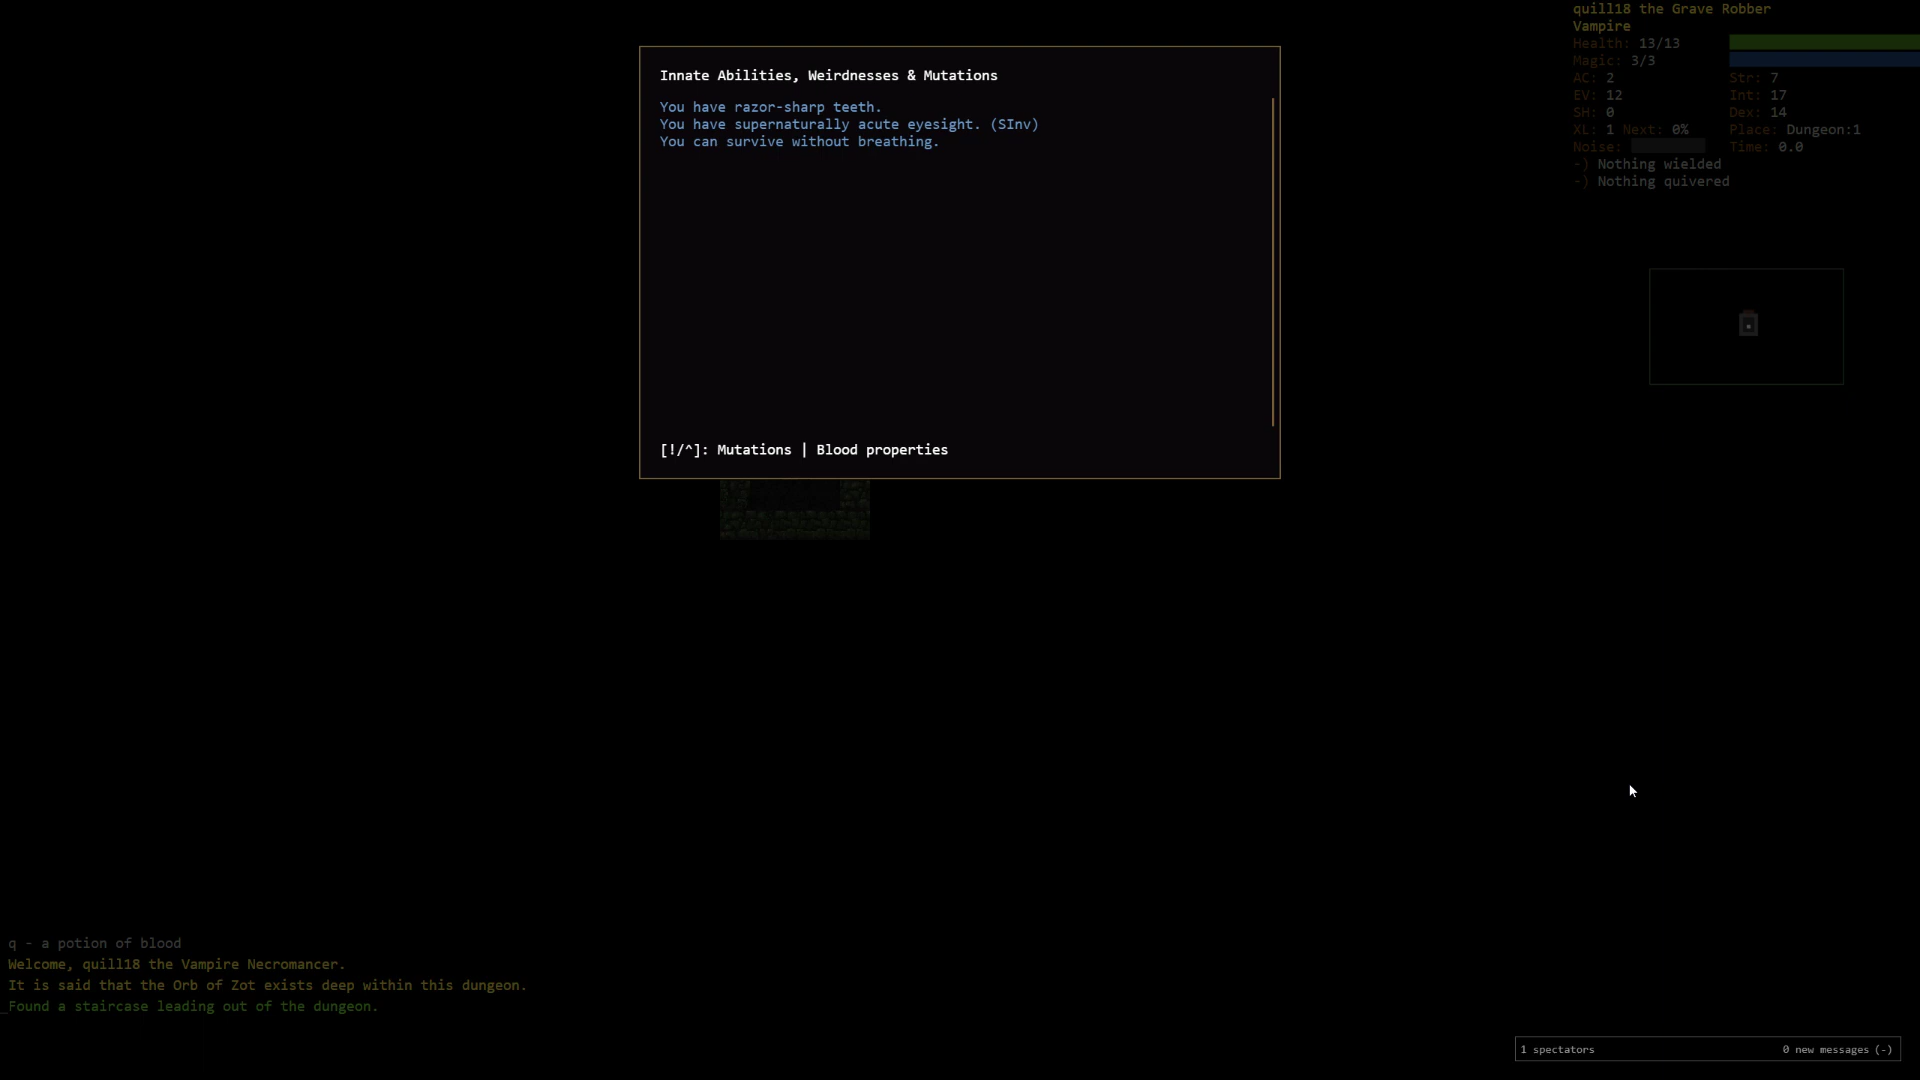 quill18 the Grave Robber
Vampire
Health: 13/13
Magic: 3/3
AC: 2 Str: 7
EV: 12 Int: 17
SH: 0 Dex: 14
XL: 1 Next: 0% Place: Dungeon:1
Noise: Time: 0.0
-) Nothing wielded
-) Nothing quivered
Innate Abilities, Weirdnesses & Mutations
You have razor-sharp teeth.
You have supernaturally acute eyesight. (SInv)
You can survive without breathing.
[!/^]: Mutations | Blood properties
q - a potion of blood
Welcome, quill18 the Vampire Necromancer.
It is said that the Orb of Zot exists deep within this dungeon.
_Found a staircase leading out of the dungeon.
1 spectators 0 new messages (-)